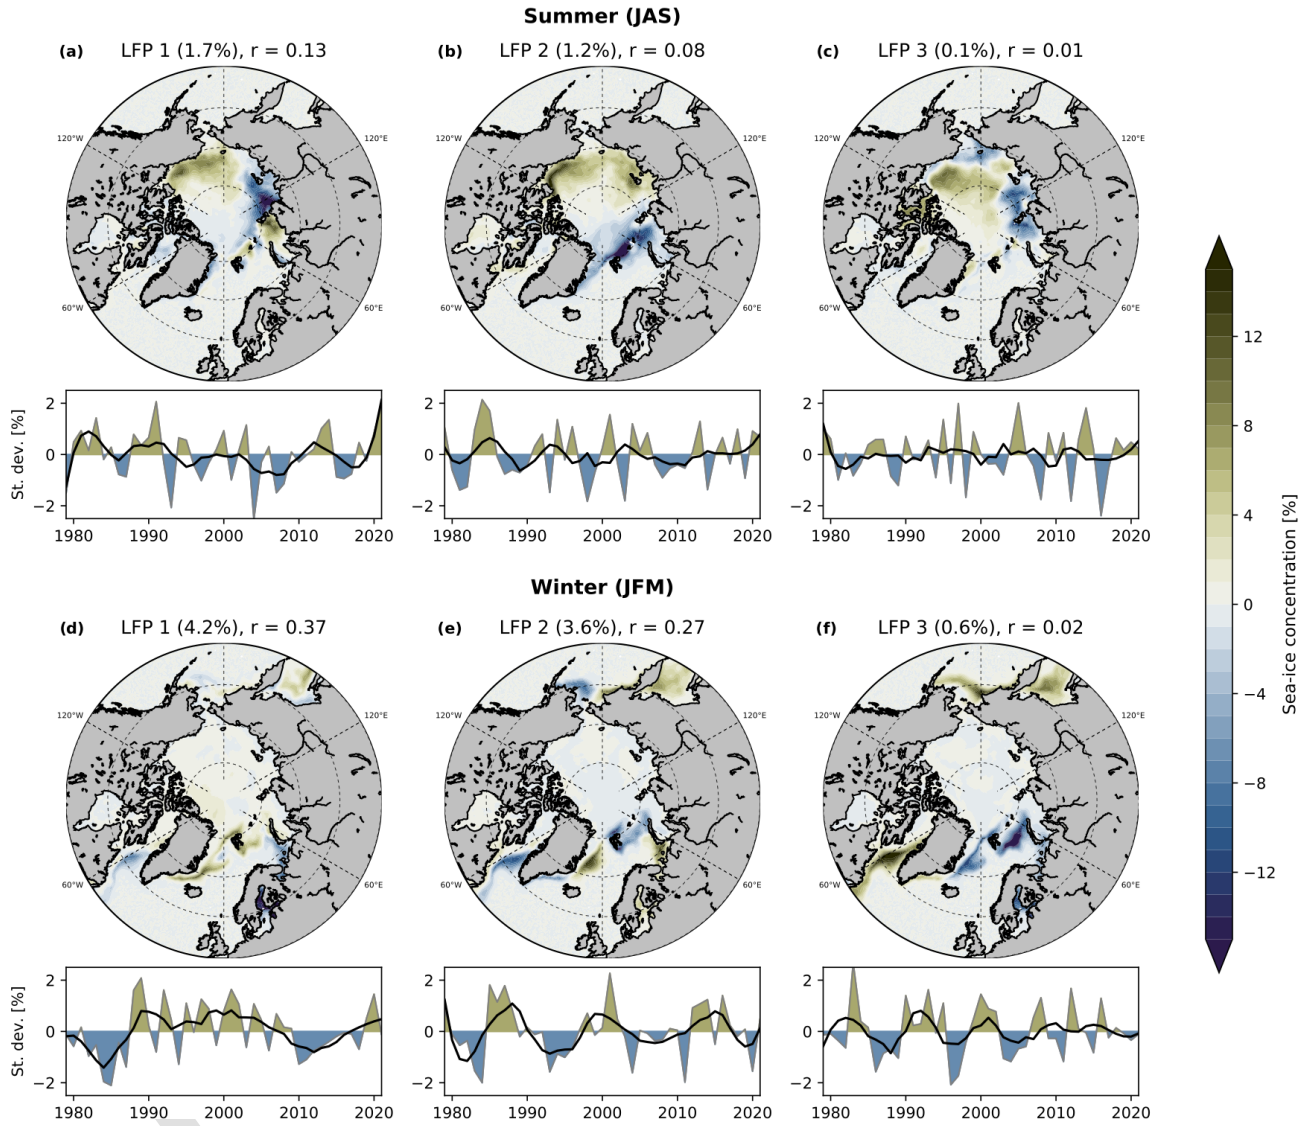 Summer (JAS)
(a) LFP 1 (1.7%), r = 0.13
(b) LFP 2 (1.2%), r = 0.08
(c) LFP 3 (0.1%), r = 0.01
120°W 120°E 120°W 120°E 120°W 120°E
60°W 60°E 60°W 60°E 60°W 60°E
St. dev. [%]
2 2 2
0 0 0
−2 −2 −2
1980 1990 2000 2010 2020 1980 1990 2000 2010 2020 1980 1990 2000 2010 2020
Winter (JFM)
(d) LFP 1 (4.2%), r = 0.37
(e) LFP 2 (3.6%), r = 0.27
(f) LFP 3 (0.6%), r = 0.02
120°W 120°E 120°W 120°E 120°W 120°E
60°W 60°E 60°W 60°E 60°W 60°E
St. dev. [%]
2 2 2
0 0 0
−2 −2 −2
1980 1990 2000 2010 2020 1980 1990 2000 2010 2020 1980 1990 2000 2010 2020
12
8
4
0
−4
−8
−12
Sea-ice concentration [%]